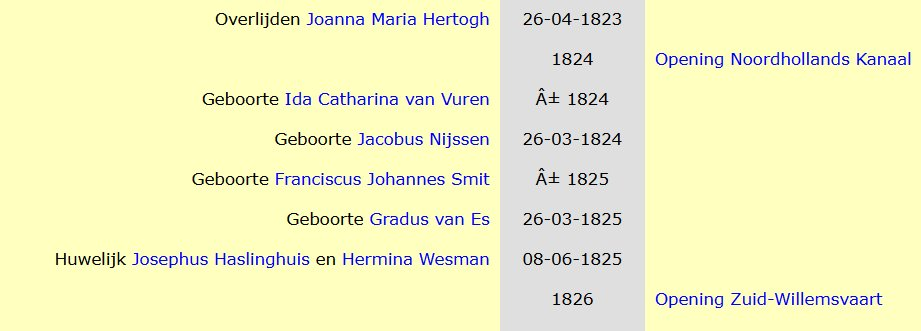 Overlijden Joanna Maria Hertogh 26-04-1823
1824 Opening Noordhollands Kanaal
Geboorte Ida Catharina van Vuren Â± 1824
Geboorte Jacobus Nijssen 26-03-1824
Geboorte Franciscus Johannes Smit Â± 1825
Geboorte Gradus van Es 26-03-1825
Huwelijk Josephus Haslinghuis en Hermina Wesman 08-06-1825
1826 Opening Zuid-Willemsvaart